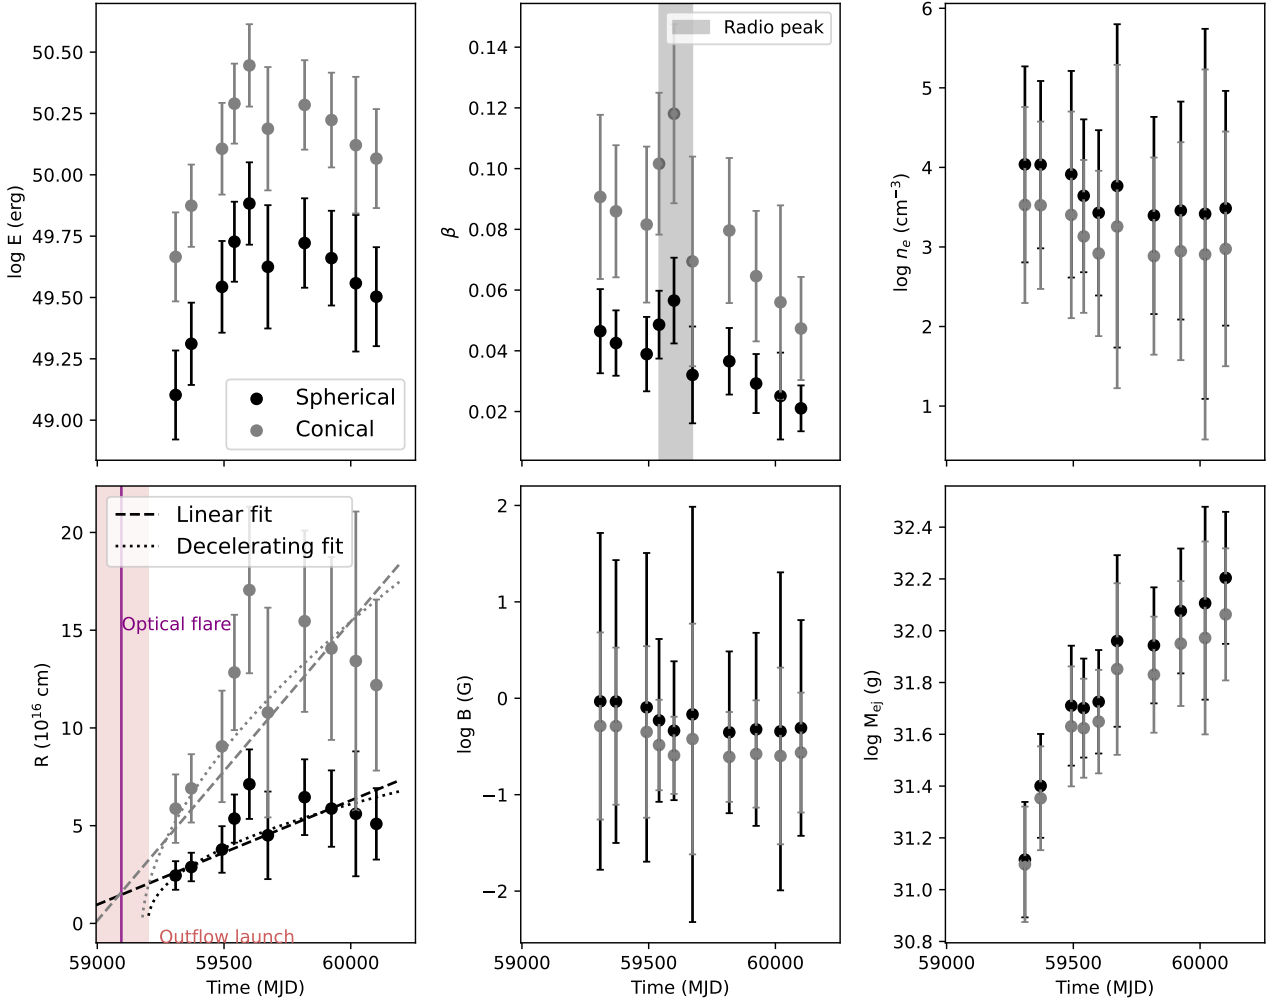 50.50
50.25
50.00
49.75
49.50
49.25
49.00
log E (erg)
Spherical
Conical
0.14
0.12
0.10
0.08
0.06
0.04
0.02
β
Radio peak
6
5
4
3
2
1
log nₑ (cm⁻³)
20
15
10
5
0
R (10¹⁶ cm)
Linear fit
Decelerating fit
Optical flare
Outflow launch
59000 59500 60000
Time (MJD)
2
1
0
−1
−2
log B (G)
59000 59500 60000
Time (MJD)
32.4
32.2
32.0
31.8
31.6
31.4
31.2
31.0
30.8
log Mₑⱼ (g)
59000 59500 60000
Time (MJD)